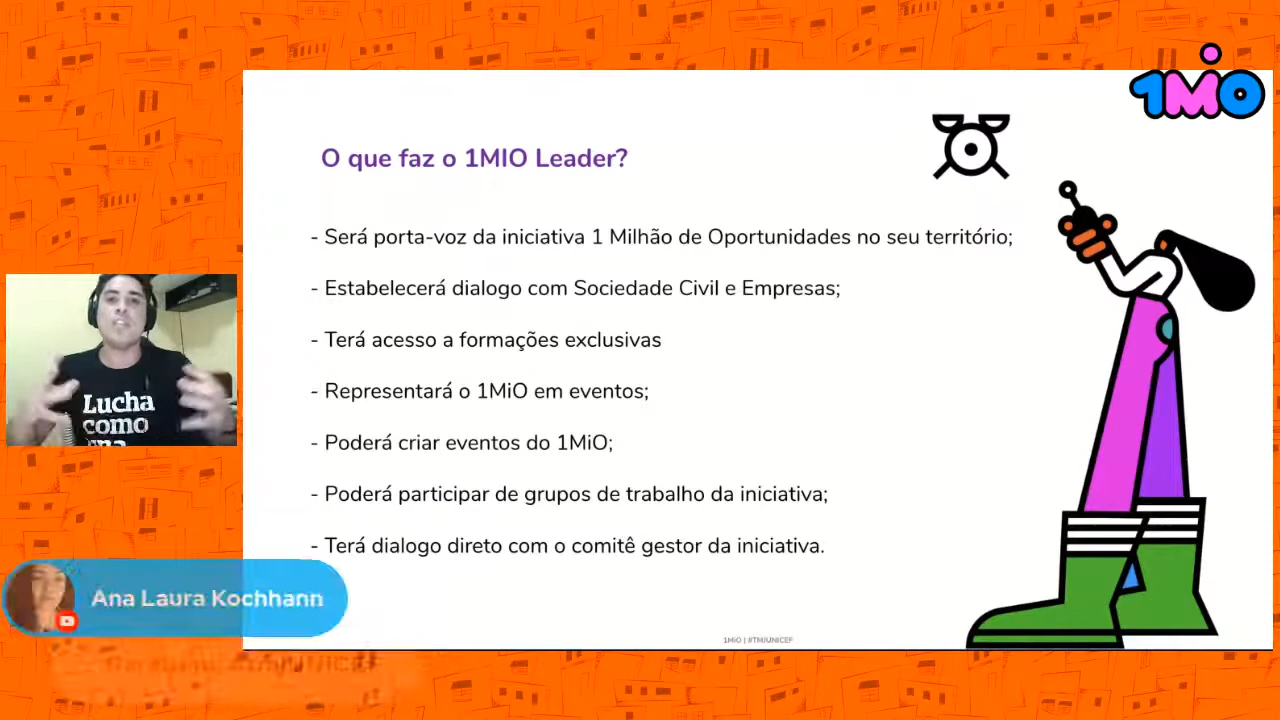 1MiO
O que faz o 1MIO Leader?
- Será porta-voz da iniciativa 1 Milhão de Oportunidades no seu território;
- Estabelecerá dialogo com Sociedade Civil e Empresas;
- Terá acesso a formações exclusivas
- Representará o 1MiO em eventos;
- Poderá criar eventos do 1MiO;
- Poderá participar de grupos de trabalho da iniciativa;
- Terá dialogo direto com o comitê gestor da iniciativa.
Lucha
como
Ana Laura Kochhann
1MiO | #TMJUNICEF